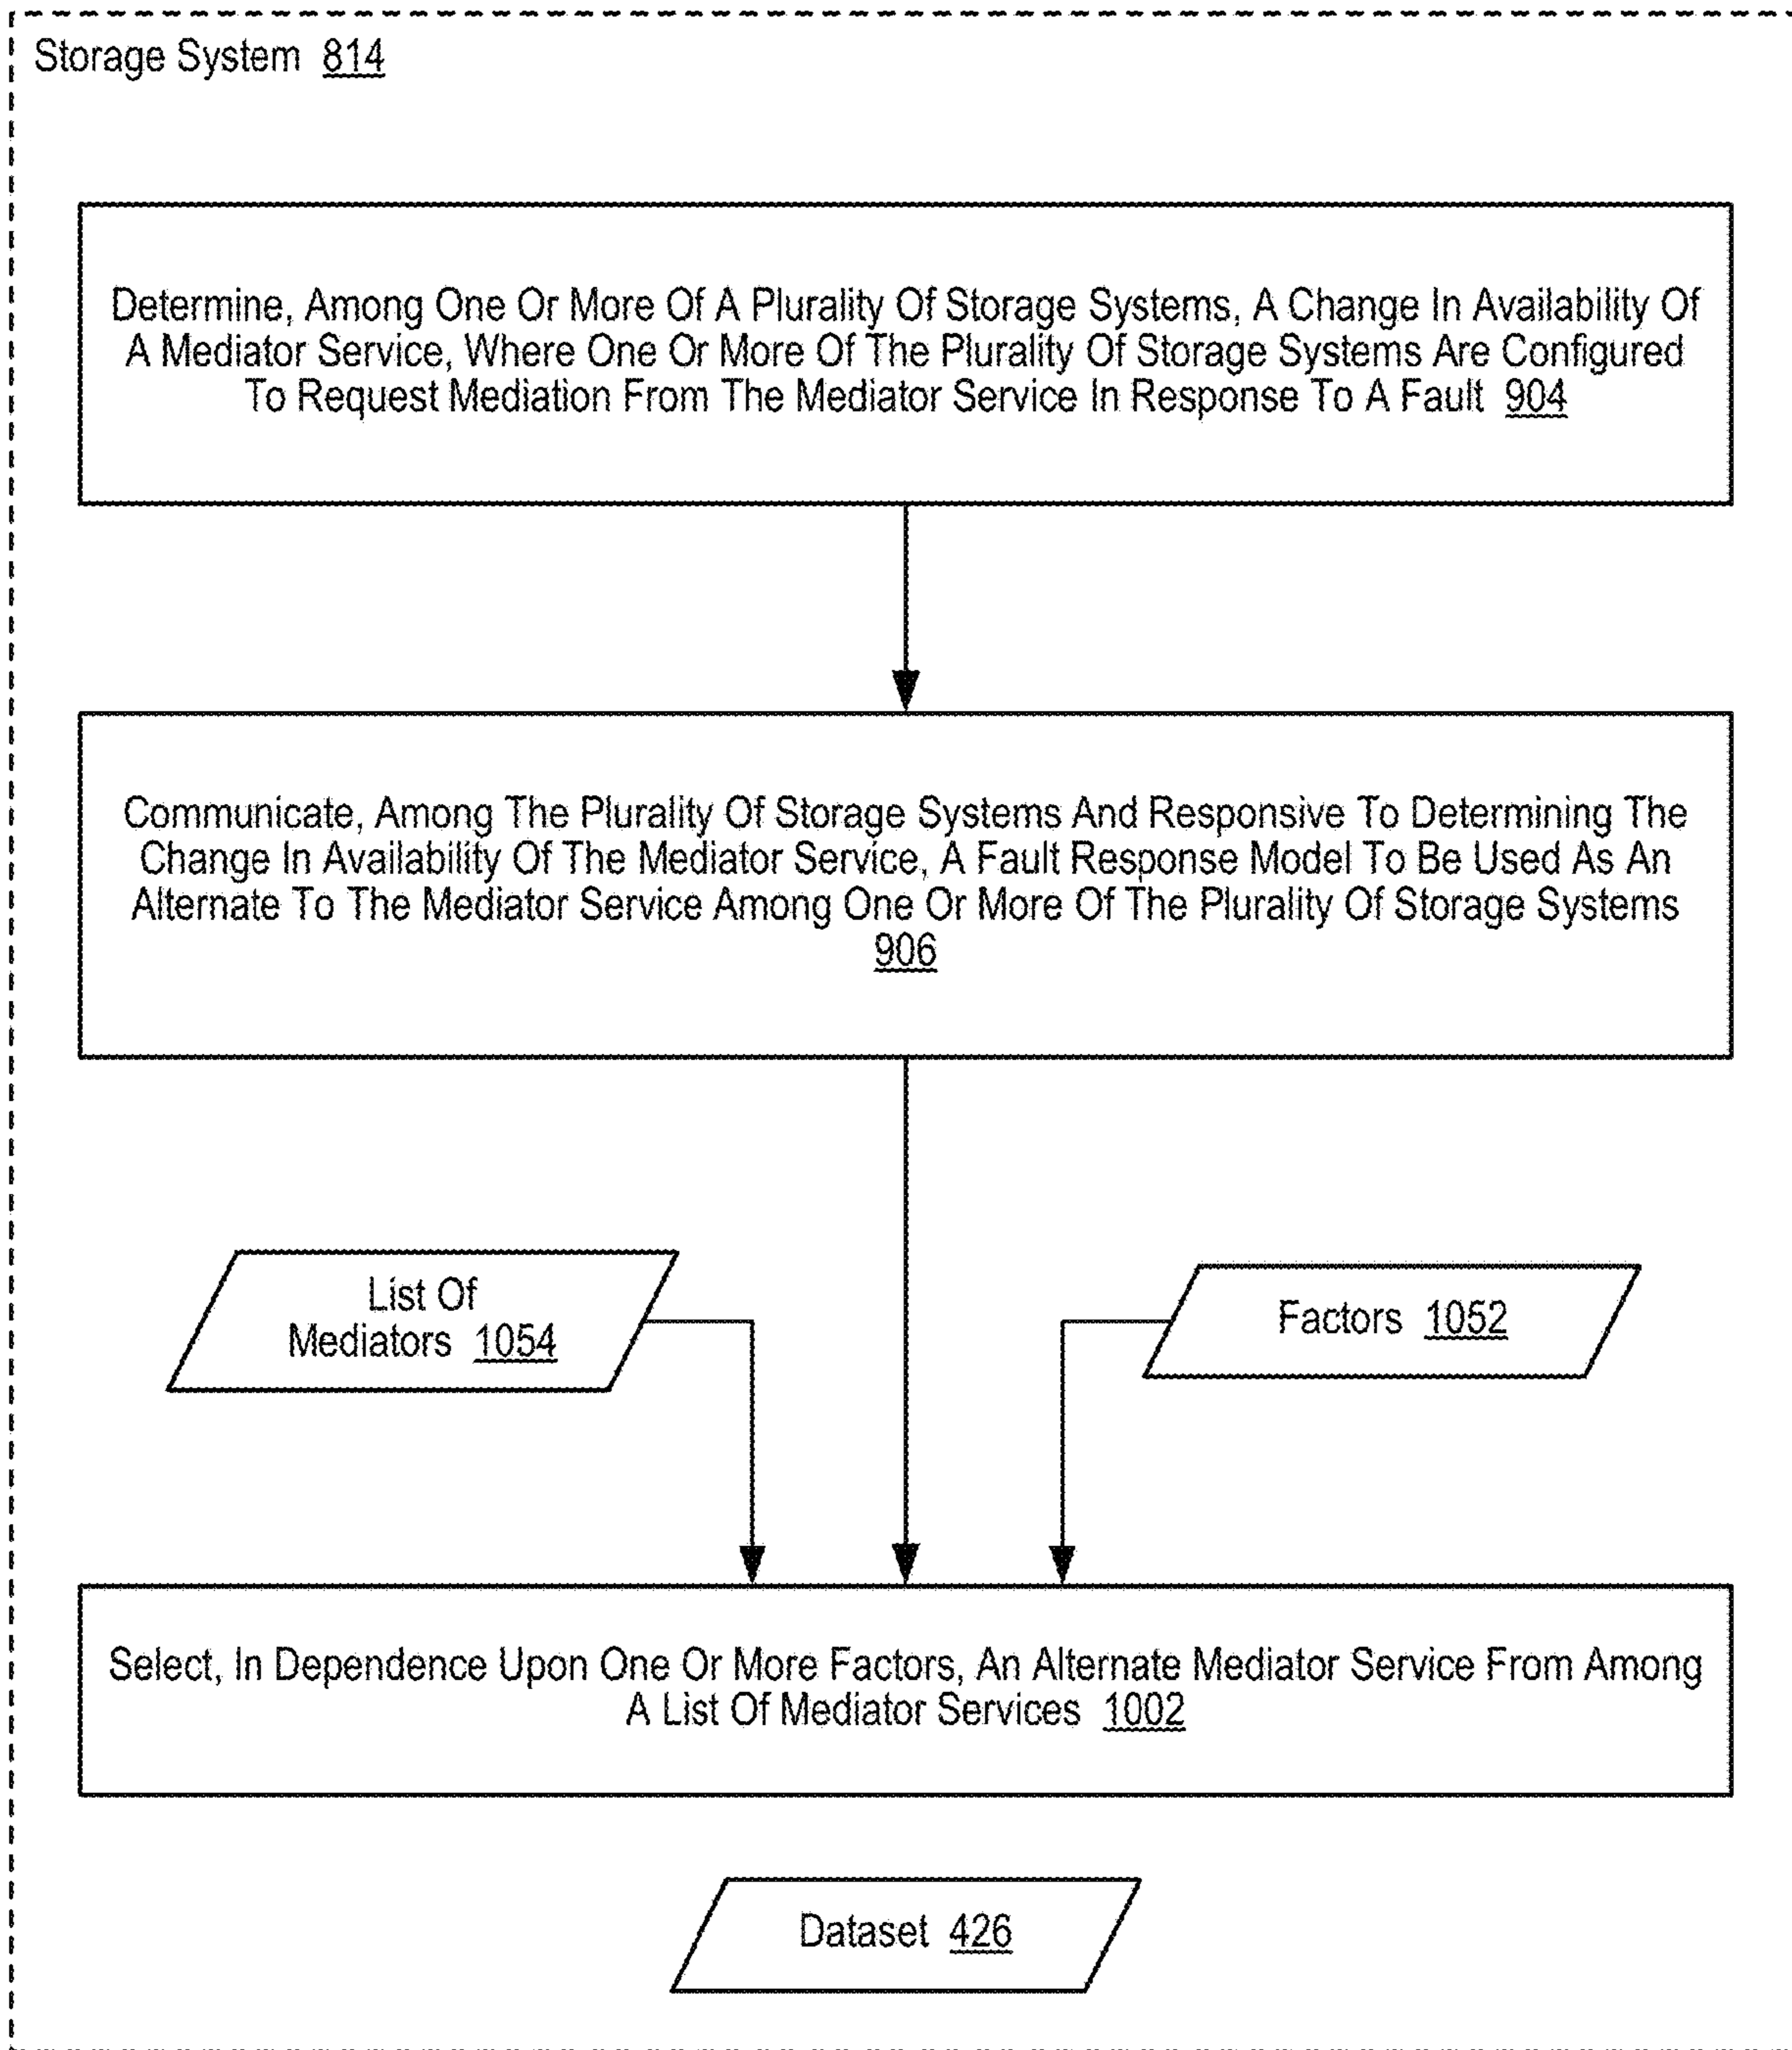 Storage System 814
Determine, Among One Or More Of A Plurality Of Storage Systems, A Change In Availability Of
A Mediator Service, Where One Or More Of The Plurality Of Storage Systems Are Configured
To Request Mediation From The Mediator Service In Response To A Fault 904
Communicate, Among The Plurality Of Storage Systems And Responsive To Determining The
Change In Availability Of The Mediator Service, A Fault Response Model To Be Used As An
Alternate To The Mediator Service Among One Or More Of The Plurality Of Storage Systems
906
List Of
Mediators 1054
Factors 1052
Select, In Dependence Upon One Or More Factors, An Alternate Mediator Service From Among
A List Of Mediator Services 1002
Dataset 426